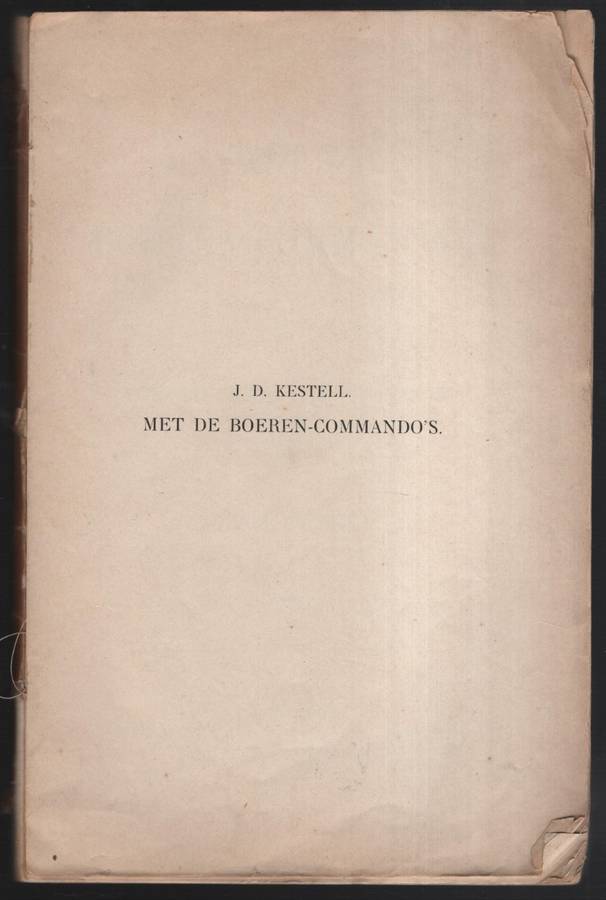 J. D. KESTELL.
MET DE BOEREN-COMMANDO'S.